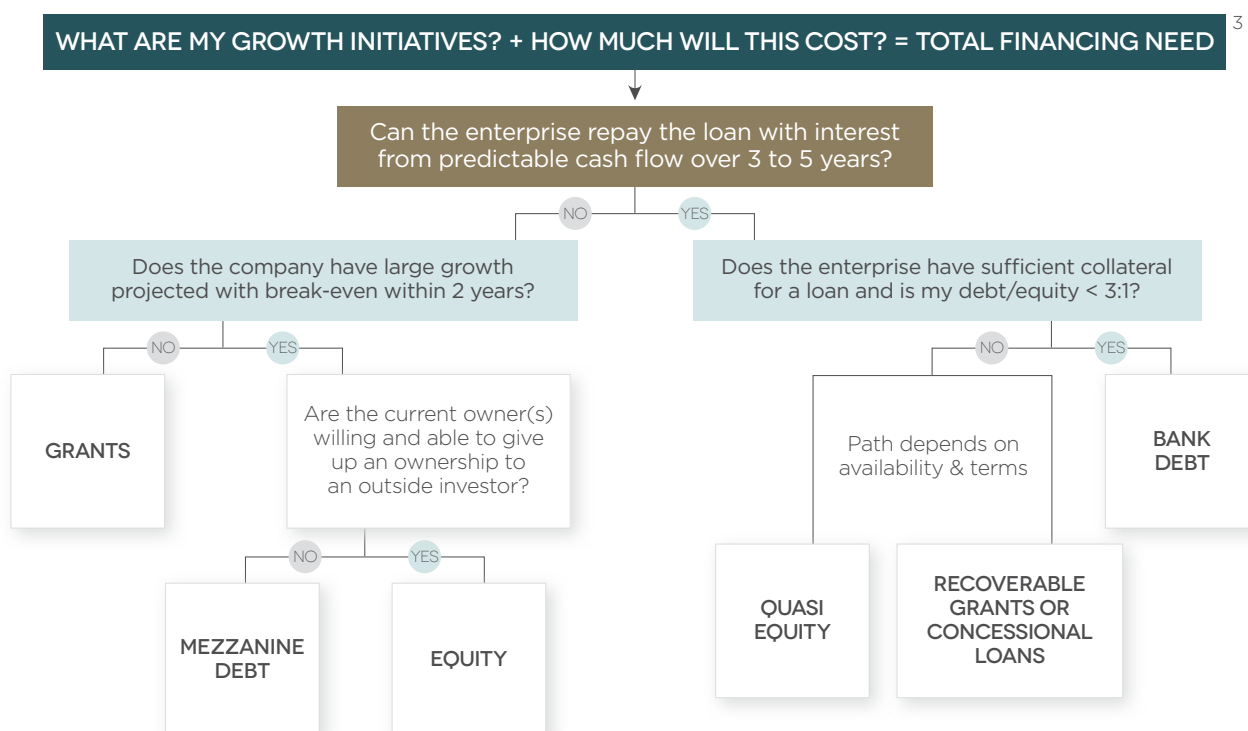 WHAT ARE MY GROWTH INITIATIVES? + HOW MUCH WILL THIS COST? = TOTAL FINANCING NEED
3
Can the enterprise repay the loan with interest
from predictable cash flow over 3 to 5 years?
NO
YES
Does the company have large growth
projected with break-even within 2 years?
Does the enterprise have sufficient collateral
for a loan and is my debt/equity < 3:1?
NO
YES
NO
YES
GRANTS
Are the current owner(s)
willing and able to give
up an ownership to
an outside investor?
Path depends on
availability & terms
BANK
DEBT
NO
YES
MEZZANINE
DEBT
EQUITY
QUASI
EQUITY
RECOVERABLE
GRANTS OR
CONCESSIONAL
LOANS